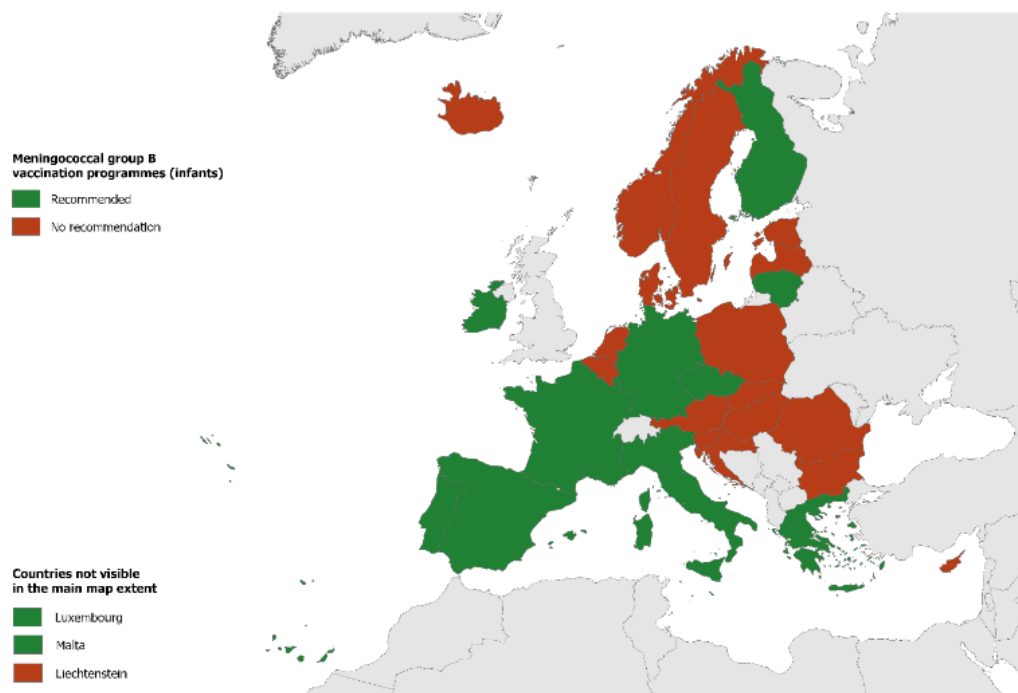 Meningococcal group B
vaccination programmes (infants)
Recommended
No recommendation
Countries not visible
in the main map extent
Luxembourg
Malta
Liechtenstein